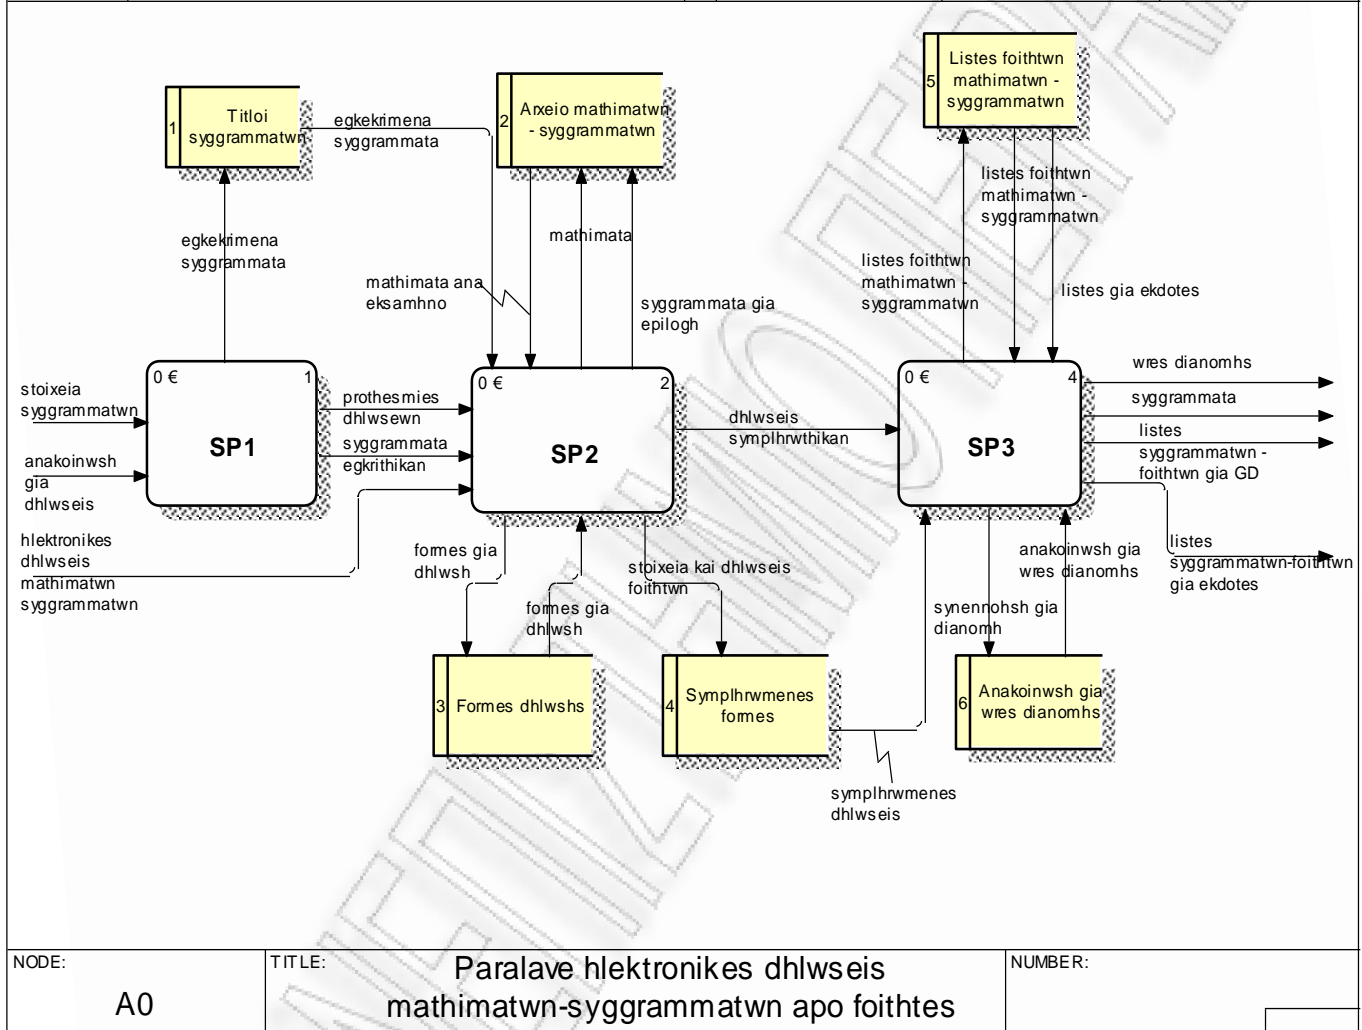 5
Listes foithtwn
mathimatwn -
syggrammatwn
1
Titloi
syggrammatwn
egkekrimena
syggrammata
2
Arxeio mathimatwn
- syggrammatwn
listes foithtwn
mathimatwn -
syggrammatwn
egkekrimena
syggrammata
mathimata
mathimata ana
eksamhno
syggrammata gia
epilogh
listes foithtwn
mathimatwn -
syggrammatwn
listes gia ekdotes
stoixeia
syggrammatwn
anakoinwsh
gia
dhlwseis
hlektronikes
dhlwseis
mathimatwn
syggrammatwn
0 €
1
SP1
prothesmies
dhlwsewn
syggrammata
egkrithikan
0 €
2
SP2
dhlwseis
symplhrwthikan
0 €
4
SP3
wres dianomhs
syggrammata
listes
syggrammatwn -
foithtwn gia GD
listes
syggrammatwn-foithtwn
gia ekdotes
formes gia
dhlwsh
formes gia
dhlwsh
stoixeia kai dhlwseis
foithtwn
anakoinwsh gia
wres dianomhs
synennohsh gia
dianomh
3
Formes dhlwshs
4
Symplhrwmenes
formes
6
Anakoinwsh gia
wres dianomhs
symplhrwmenes
dhlwseis
NODE:
A0
TITLE:
Paralave hlektronikes dhlwseis
mathimatwn-syggrammatwn apo foithtes
NUMBER: